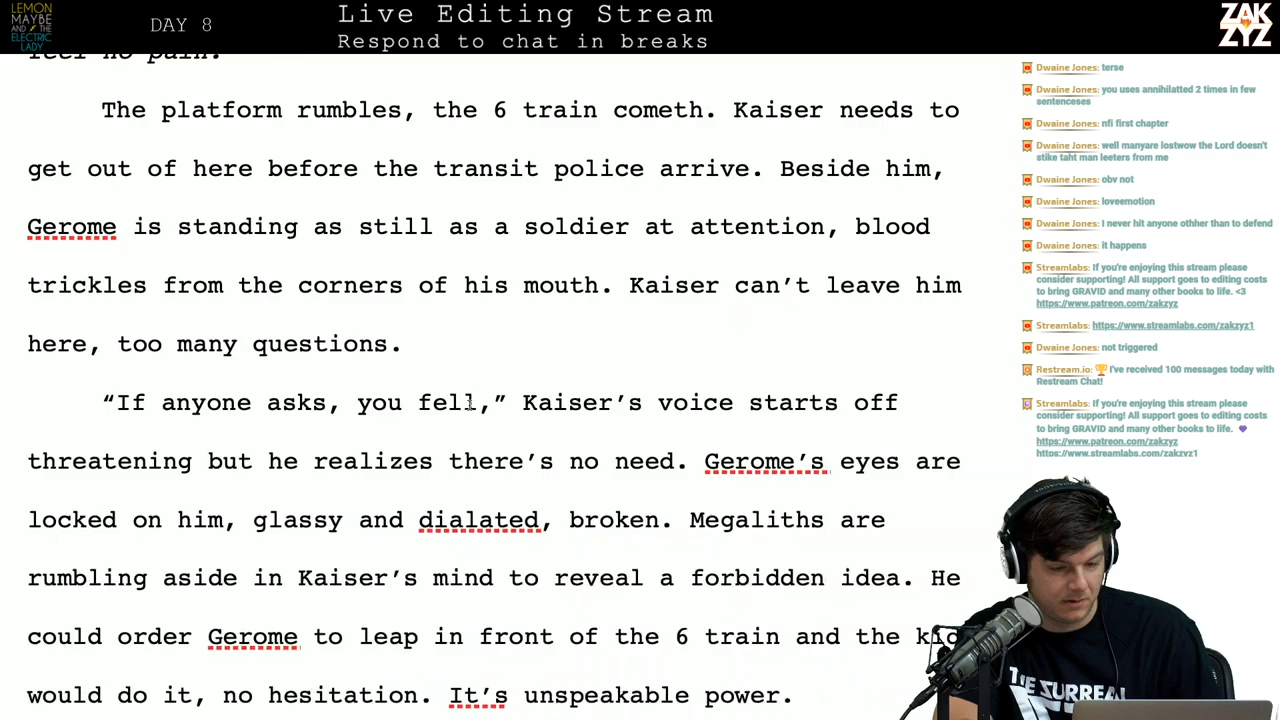 LEMON
MAYBE
AND THE
ELECTRIC
LADY
DAY 8
Live Editing Stream
Respond to chat in breaks
ZAK
ZYZ
feel no pain.
The platform rumbles, the 6 train cometh. Kaiser needs to
get out of here before the transit police arrive. Beside him,
Gerome is standing as still as a soldier at attention, blood
trickles from the corners of his mouth. Kaiser can’t leave him
here, too many questions.
“If anyone asks, you fell,” Kaiser’s voice starts off
threatening but he realizes there’s no need. Gerome’s eyes are
locked on him, glassy and dialated, broken. Megaliths are
rumbling aside in Kaiser’s mind to reveal a forbidden idea. He
could order Gerome to leap in front of the 6 train and the kid
would do it, no hesitation. It’s unspeakable power.
Dwaine Jones: terse
Dwaine Jones: you uses annihilatted 2 times in few
sentenceses
Dwaine Jones: nfi first chapter
Dwaine Jones: well manyare lostwow the Lord doesn't
stike taht man leeters from me
Dwaine Jones: obv not
Dwaine Jones: loveemotion
Dwaine Jones: I never hit anyone othher than to defend
Dwaine Jones: it happens
Streamlabs: If you're enjoying this stream please
consider supporting! All support goes to editing costs
to bring GRAVID and many other books to life. <3
https://www.patreon.com/zakzyz
Streamlabs: https://www.streamlabs.com/zakzyz1
Dwaine Jones: not triggered
Restream.io: 🏆 I've received 100 messages today with
Restream Chat!
Streamlabs: If you're enjoying this stream please
consider supporting! All support goes to editing costs
to bring GRAVID and many other books to life. 💜
https://www.patreon.com/zakzyz
https://www.streamlabs.com/zakzyz1
THE SURREAL